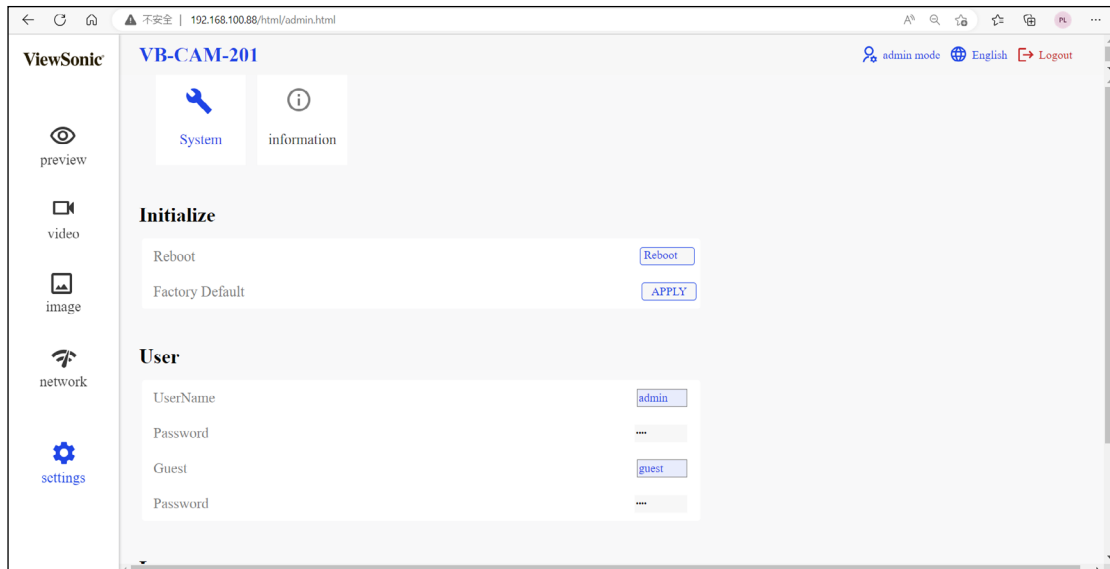 不安全 | 192.168.100.88/html/admin.html
PL
ViewSonic
VB-CAM-201
admin mode English Logout
System information
preview
video
image
network
settings
Initialize
Reboot Reboot
Factory Default APPLY
User
UserName admin
Password ••••
Guest guest
Password ••••